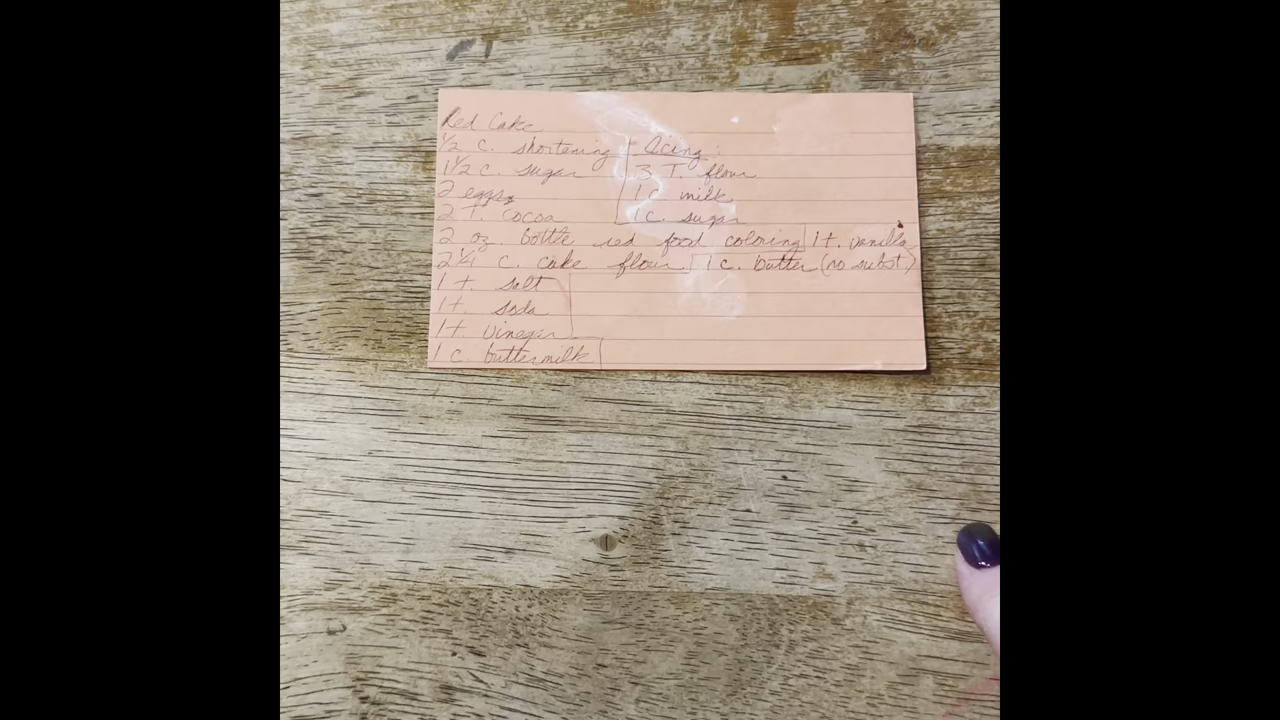 Red Cake
1/2 c. shortening
1 1/2 c. sugar
2 eggs
2 T. cocoa
2 oz. bottle red food coloring
2 1/4 c. cake flour
1 t. salt
1 t. soda
1 t. vinegar
1 c. buttermilk
Icing:
3 T. flour
1 c. milk
1 c. sugar
1 t. vanilla
1 c. butter (no subst)